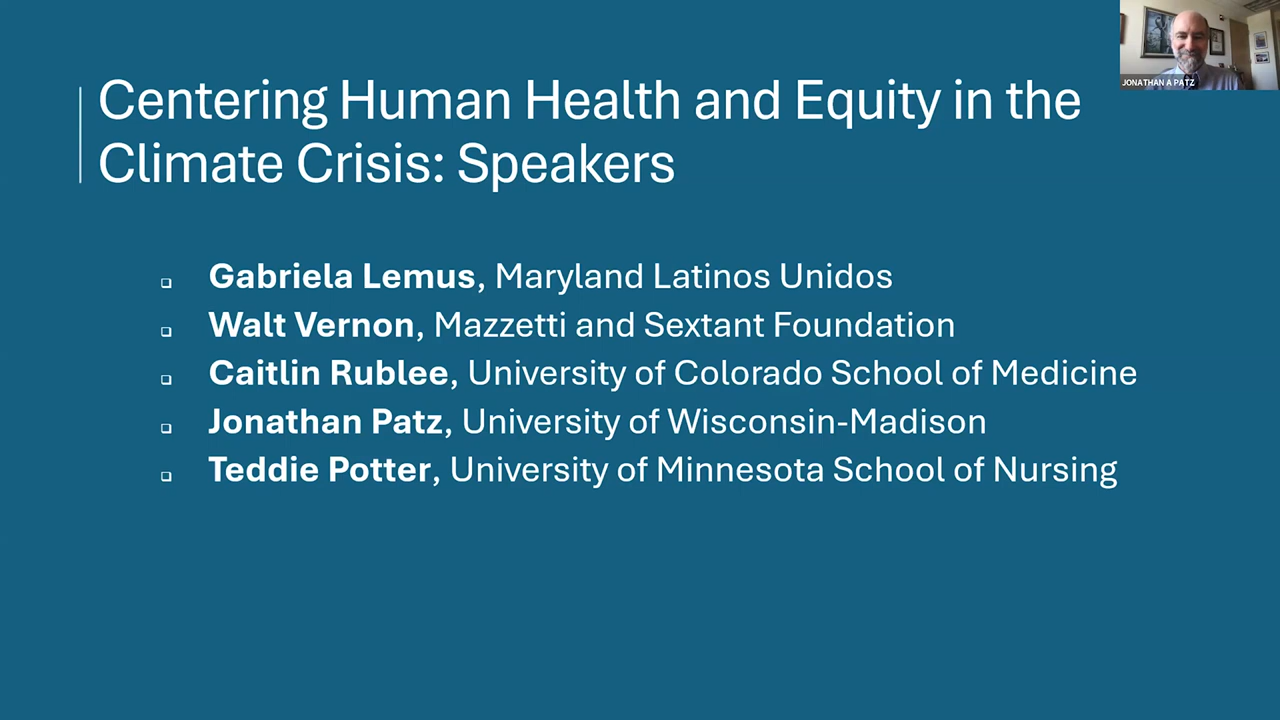 Centering Human Health and Equity in the
Climate Crisis: Speakers
JONATHAN A PATZ
Gabriela Lemus, Maryland Latinos Unidos
Walt Vernon, Mazzetti and Sextant Foundation
Caitlin Rublee, University of Colorado School of Medicine
Jonathan Patz, University of Wisconsin-Madison
Teddie Potter, University of Minnesota School of Nursing